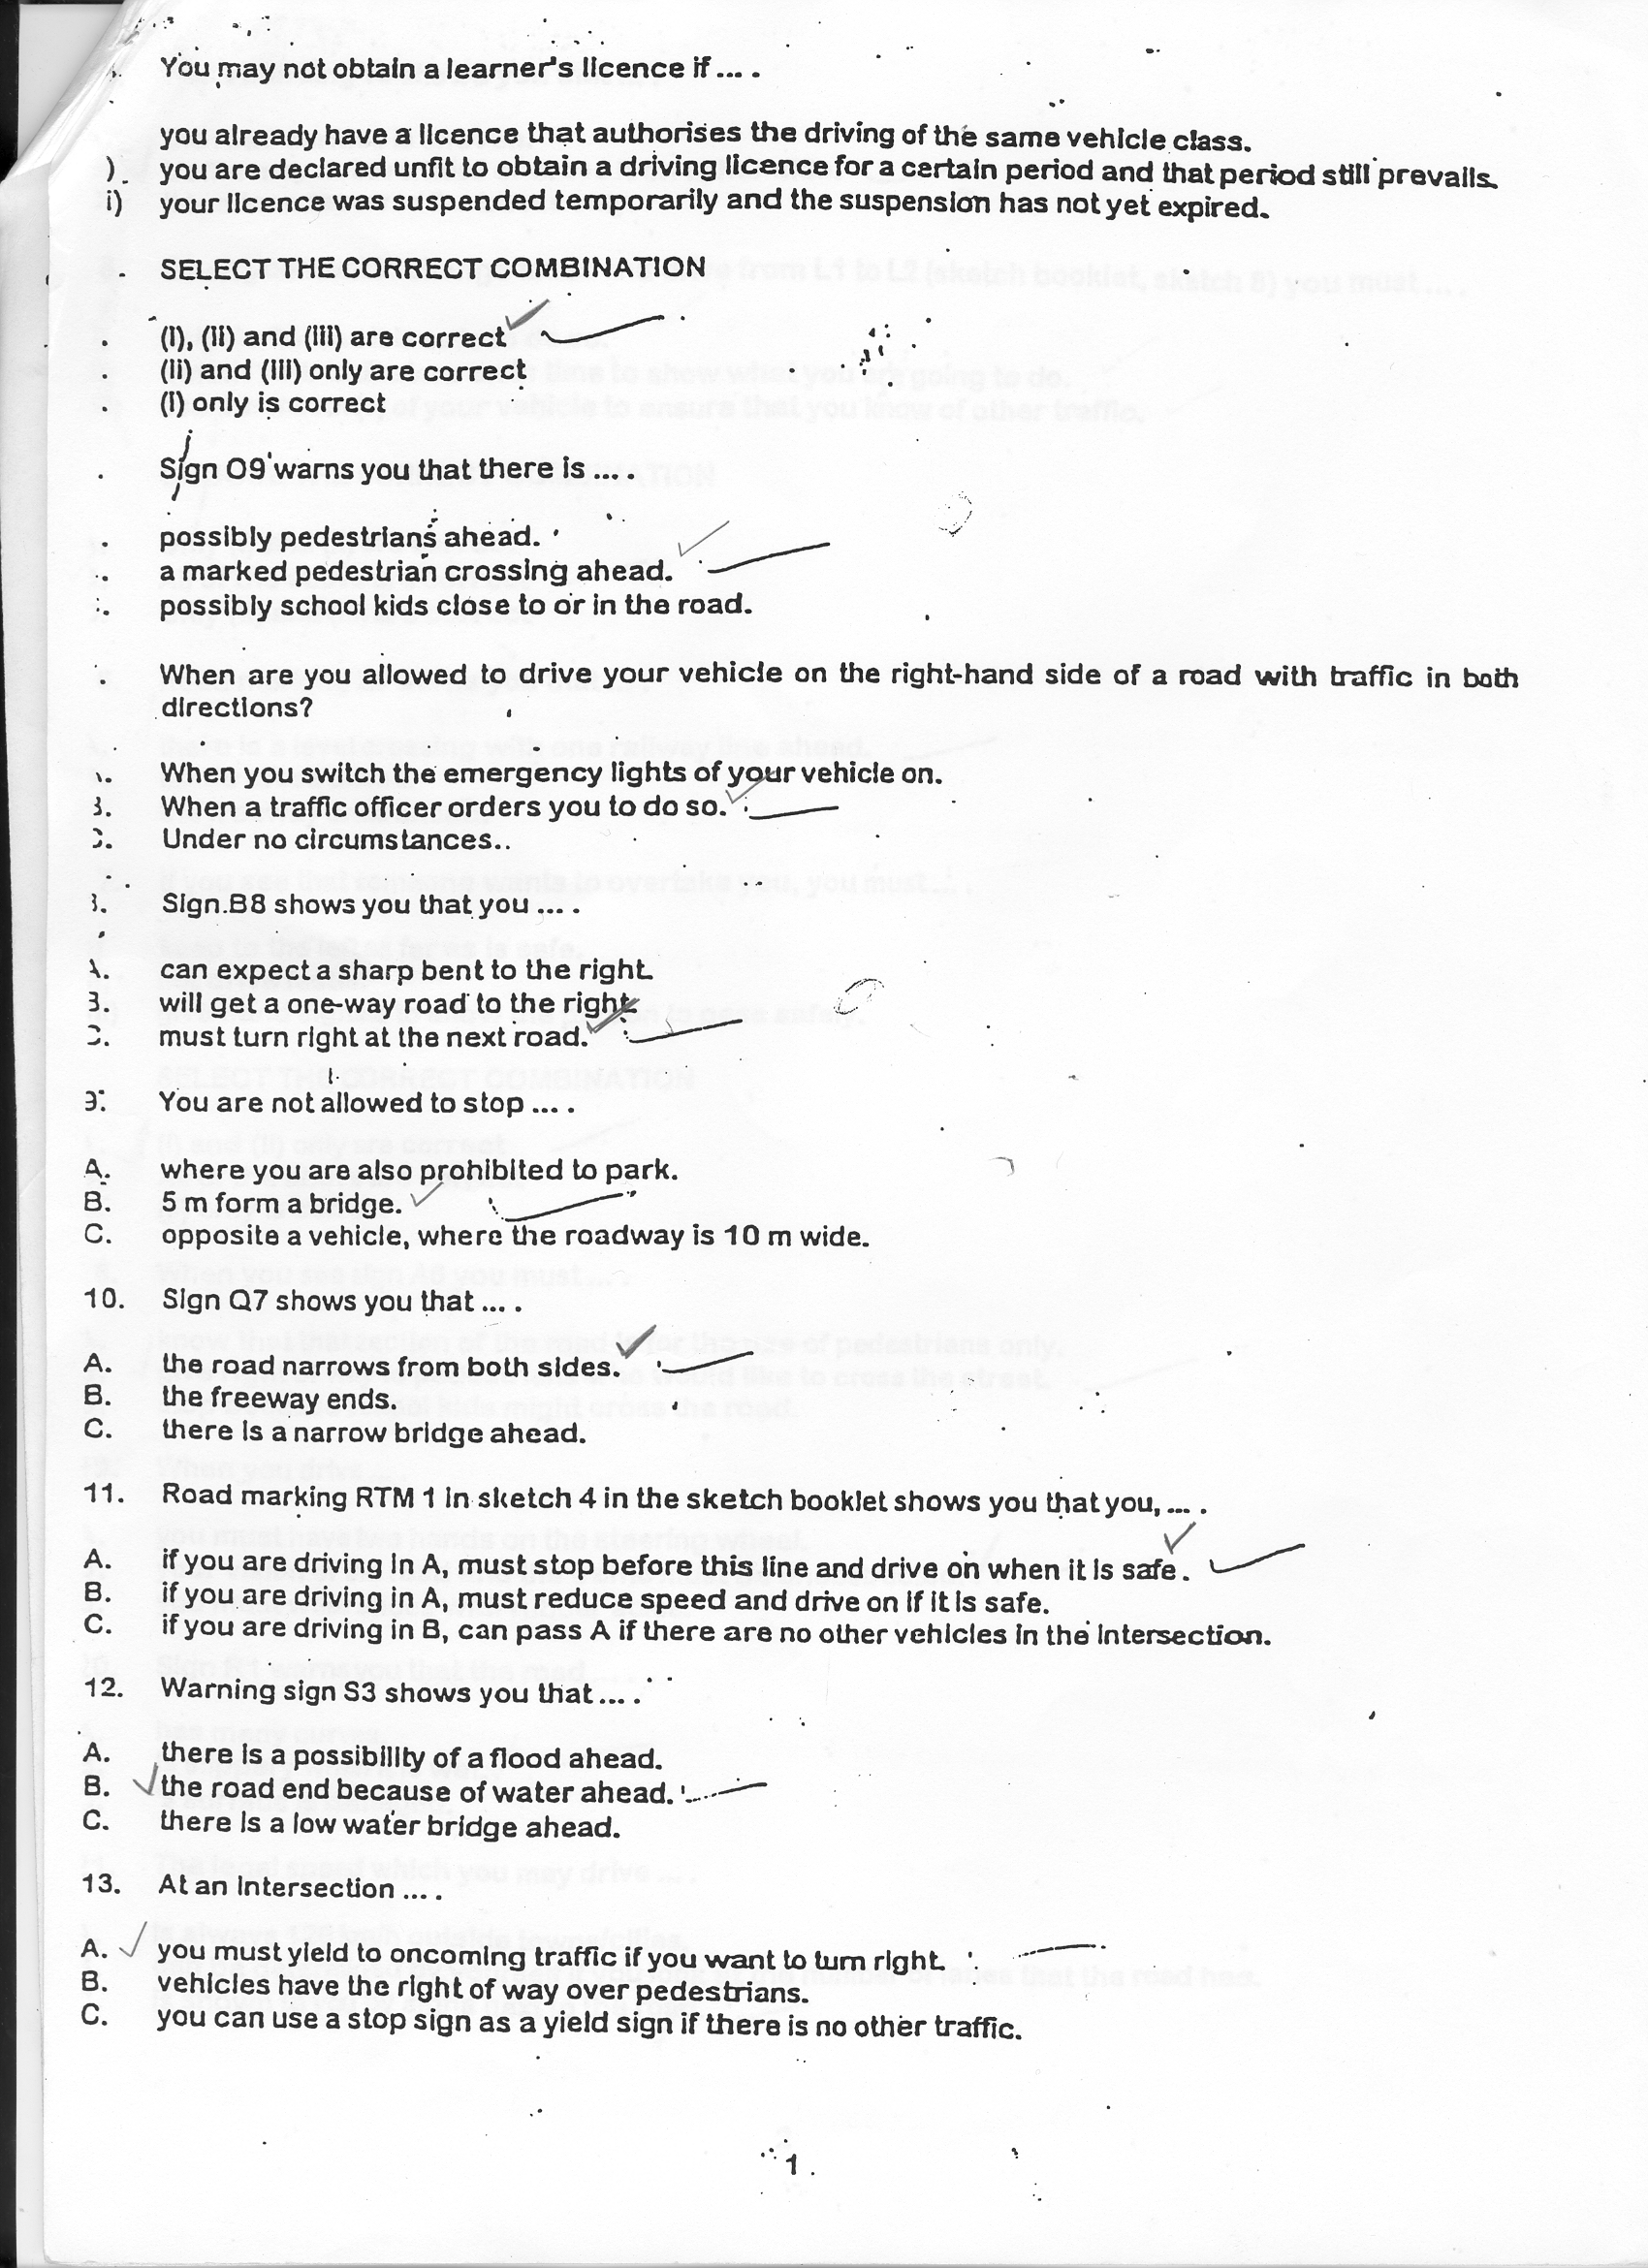 You may not obtain a learner's licence if ... .
you already have a licence that authorises the driving of the same vehicle class.
) you are declared unfit to obtain a driving licence for a certain period and that period still prevails.
i) your licence was suspended temporarily and the suspension has not yet expired.
SELECT THE CORRECT COMBINATION
(i), (ii) and (iii) are correct
(ii) and (iii) only are correct
(i) only is correct
Sign O9 warns you that there is ... .
possibly pedestrians ahead.
a marked pedestrian crossing ahead.
possibly school kids close to or in the road.
When are you allowed to drive your vehicle on the right-hand side of a road with traffic in both
directions?
When you switch the emergency lights of your vehicle on.
When a traffic officer orders you to do so.
Under no circumstances..
Sign B8 shows you that you ... .
can expect a sharp bent to the right.
will get a one-way road to the right.
must turn right at the next road.
9. You are not allowed to stop ... .
A. where you are also prohibited to park.
B. 5 m form a bridge.
C. opposite a vehicle, where the roadway is 10 m wide.
10. Sign Q7 shows you that ... .
A. the road narrows from both sides.
B. the freeway ends.
C. there is a narrow bridge ahead.
11. Road marking RTM 1 in sketch 4 in the sketch booklet shows you that you, ... .
A. if you are driving in A, must stop before this line and drive on when it is safe.
B. if you are driving in A, must reduce speed and drive on if it is safe.
C. if you are driving in B, can pass A if there are no other vehicles in the intersection.
12. Warning sign S3 shows you that ... .
A. there is a possibility of a flood ahead.
B. the road end because of water ahead.
C. there is a low water bridge ahead.
13. At an intersection ... .
A. you must yield to oncoming traffic if you want to turn right.
B. vehicles have the right of way over pedestrians.
C. you can use a stop sign as a yield sign if there is no other traffic.
1